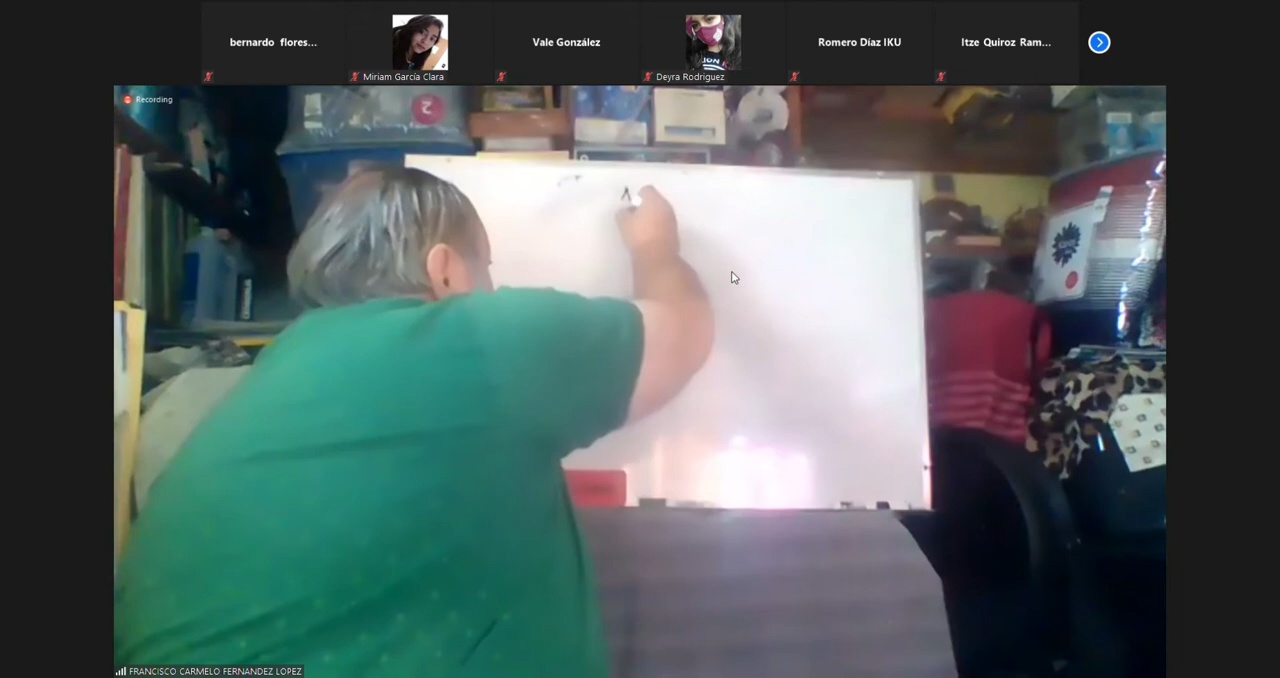 bernardo flores...
Vale González
Romero Díaz IKU
Itze Quiroz Ram...
Miriam García Clara
Deyra Rodriguez
Recording
FRANCISCO CARMELO FERNANDEZ LOPEZ